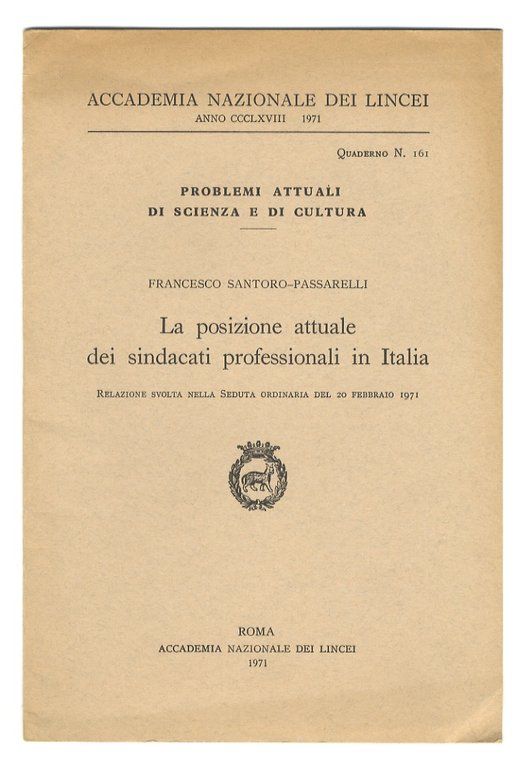 ACCADEMIA NAZIONALE DEI LINCEI
ANNO CCCLXVIII 1971
QUADERNO N. 161
PROBLEMI ATTUALI
DI SCIENZA E DI CULTURA
FRANCESCO SANTORO-PASSARELLI
La posizione attuale
dei sindacati professionali in Italia
RELAZIONE SVOLTA NELLA SEDUTA ORDINARIA DEL 20 FEBBRAIO 1971
ROMA
ACCADEMIA NAZIONALE DEI LINCEI
1971